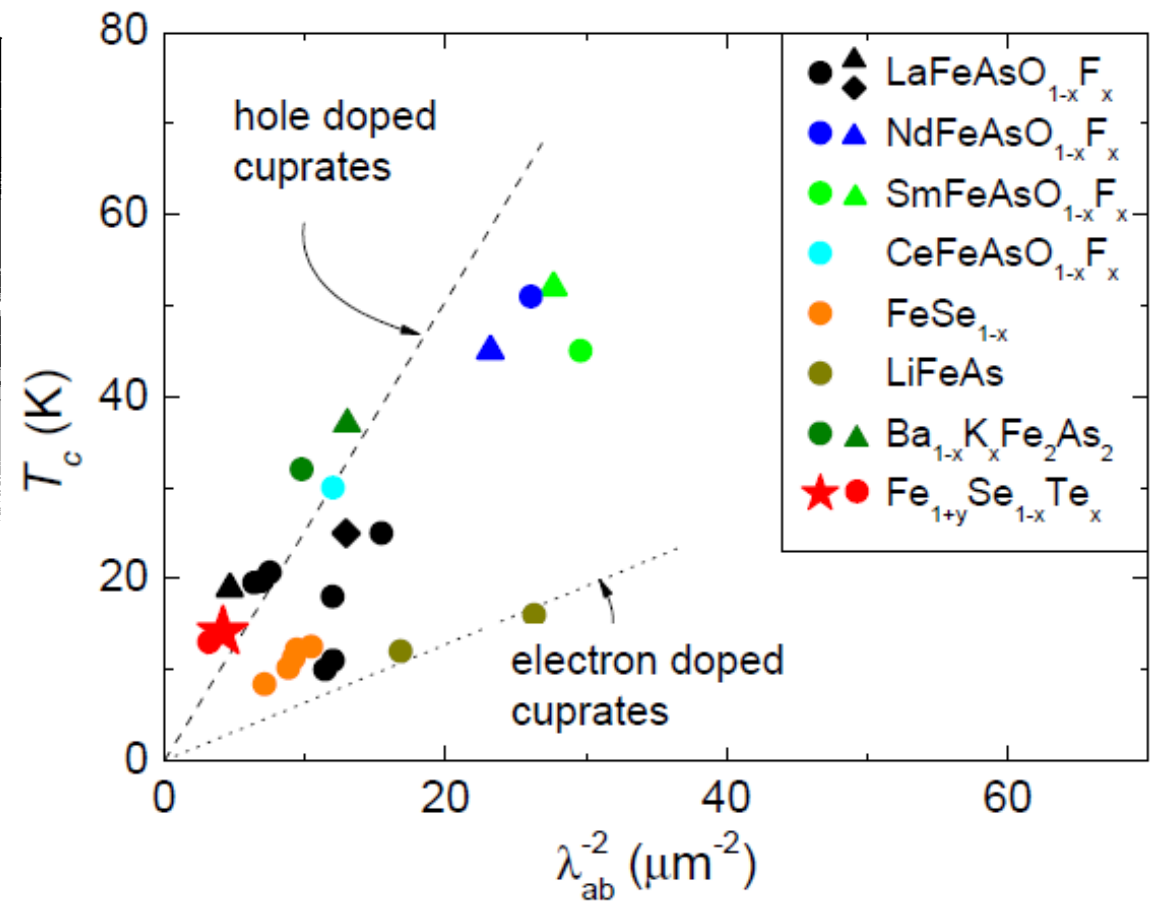 80
60
40
20
0
T_c (K)
hole doped
cuprates
electron doped
cuprates
LaFeAsO₁₋ₓFₓ
NdFeAsO₁₋ₓFₓ
SmFeAsO₁₋ₓFₓ
CeFeAsO₁₋ₓFₓ
FeSe₁₋ₓ
LiFeAs
Ba₁₋ₓKₓFe₂As₂
Fe₁₊ᵧSe₁₋ₓTeₓ
0 20 40 60
λ_ab⁻² (μm⁻²)